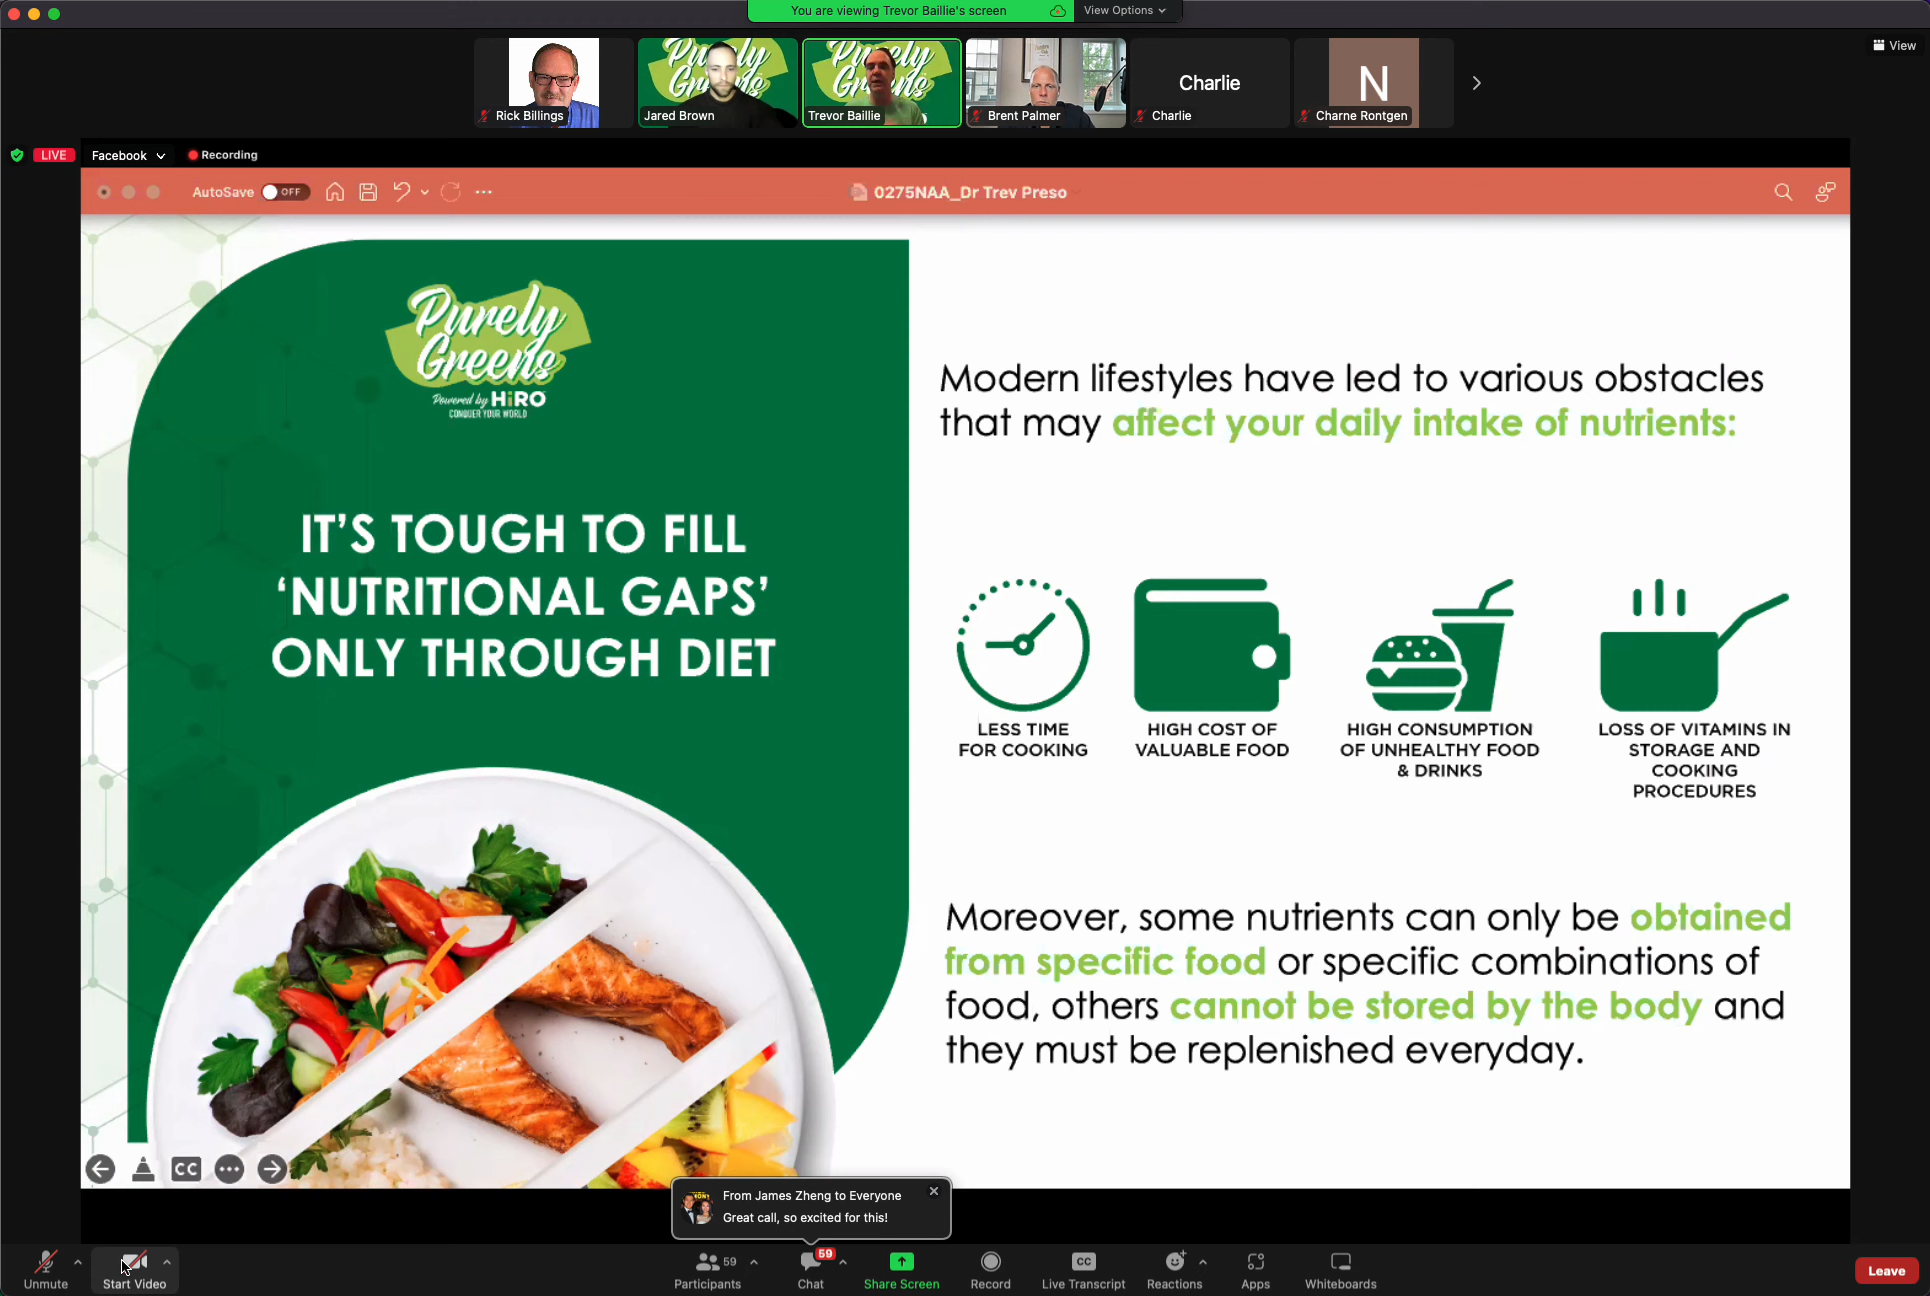 You are viewing Trevor Baillie's screen
View Options
View
Purely Greens
Purely Greens
Charlie
N
Rick Billings
Jared Brown
Trevor Baillie
Brent Palmer
Charlie
Charne Rontgen
LIVE
Facebook
Recording
AutoSave
OFF
0275NAA_Dr Trev Preso
Purely
Greens
Powered by HiRO
CONQUER YOUR WORLD
IT'S TOUGH TO FILL
‘NUTRITIONAL GAPS’
ONLY THROUGH DIET
Modern lifestyles have led to various obstacles
that may affect your daily intake of nutrients:
LESS TIME
FOR COOKING
HIGH COST OF
VALUABLE FOOD
HIGH CONSUMPTION
OF UNHEALTHY FOOD
& DRINKS
LOSS OF VITAMINS IN
STORAGE AND
COOKING
PROCEDURES
Moreover, some nutrients can only be obtained
from specific food or specific combinations of
food, others cannot be stored by the body and
they must be replenished everyday.
CC
From James Zheng to Everyone
Great call, so excited for this!
Unmute
Start Video
59
Participants
59
Chat
Share Screen
Record
CC
Live Transcript
Reactions
Apps
Whiteboards
Leave